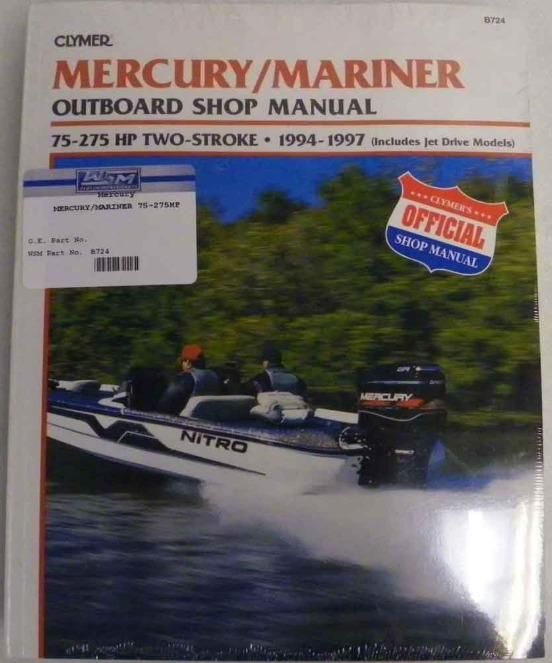 B724
CLYMER
MERCURY/MARINER
OUTBOARD SHOP MANUAL
75-275 HP TWO-STROKE • 1994-1997 (Includes Jet Drive Models)
WSM
Mercury
MERCURY/MARINER 75-275HP
O.E. Part No.
WSM Part No. B724
CLYMER'S
OFFICIAL
SHOP MANUAL
MERCURY
NITRO